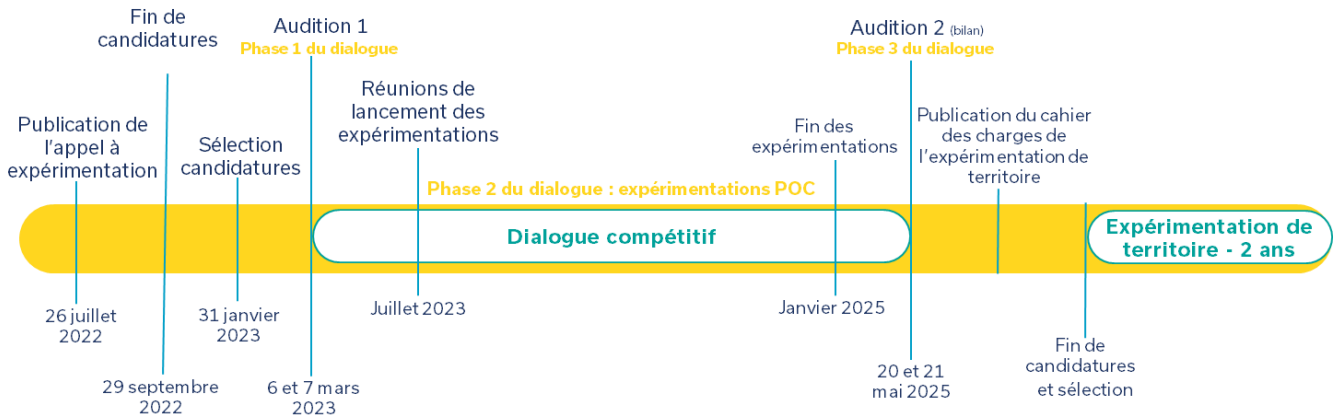 Fin de
candidatures
Audition 1
Phase 1 du dialogue
Audition 2 (bilan)
Phase 3 du dialogue
Publication de
l'appel à
expérimentation
Sélection
candidatures
Réunions de
lancement des
expérimentations
Fin des
expérimentations
Publication du cahier
des charges de
l'expérimentation de
territoire
Phase 2 du dialogue : expérimentations POC
Dialogue compétitif
Expérimentation de
territoire - 2 ans
26 juillet
2022
29 septembre
2022
31 janvier
2023
6 et 7 mars
2023
Juillet 2023
Janvier 2025
20 et 21
mai 2025
Fin de
candidatures
et sélection